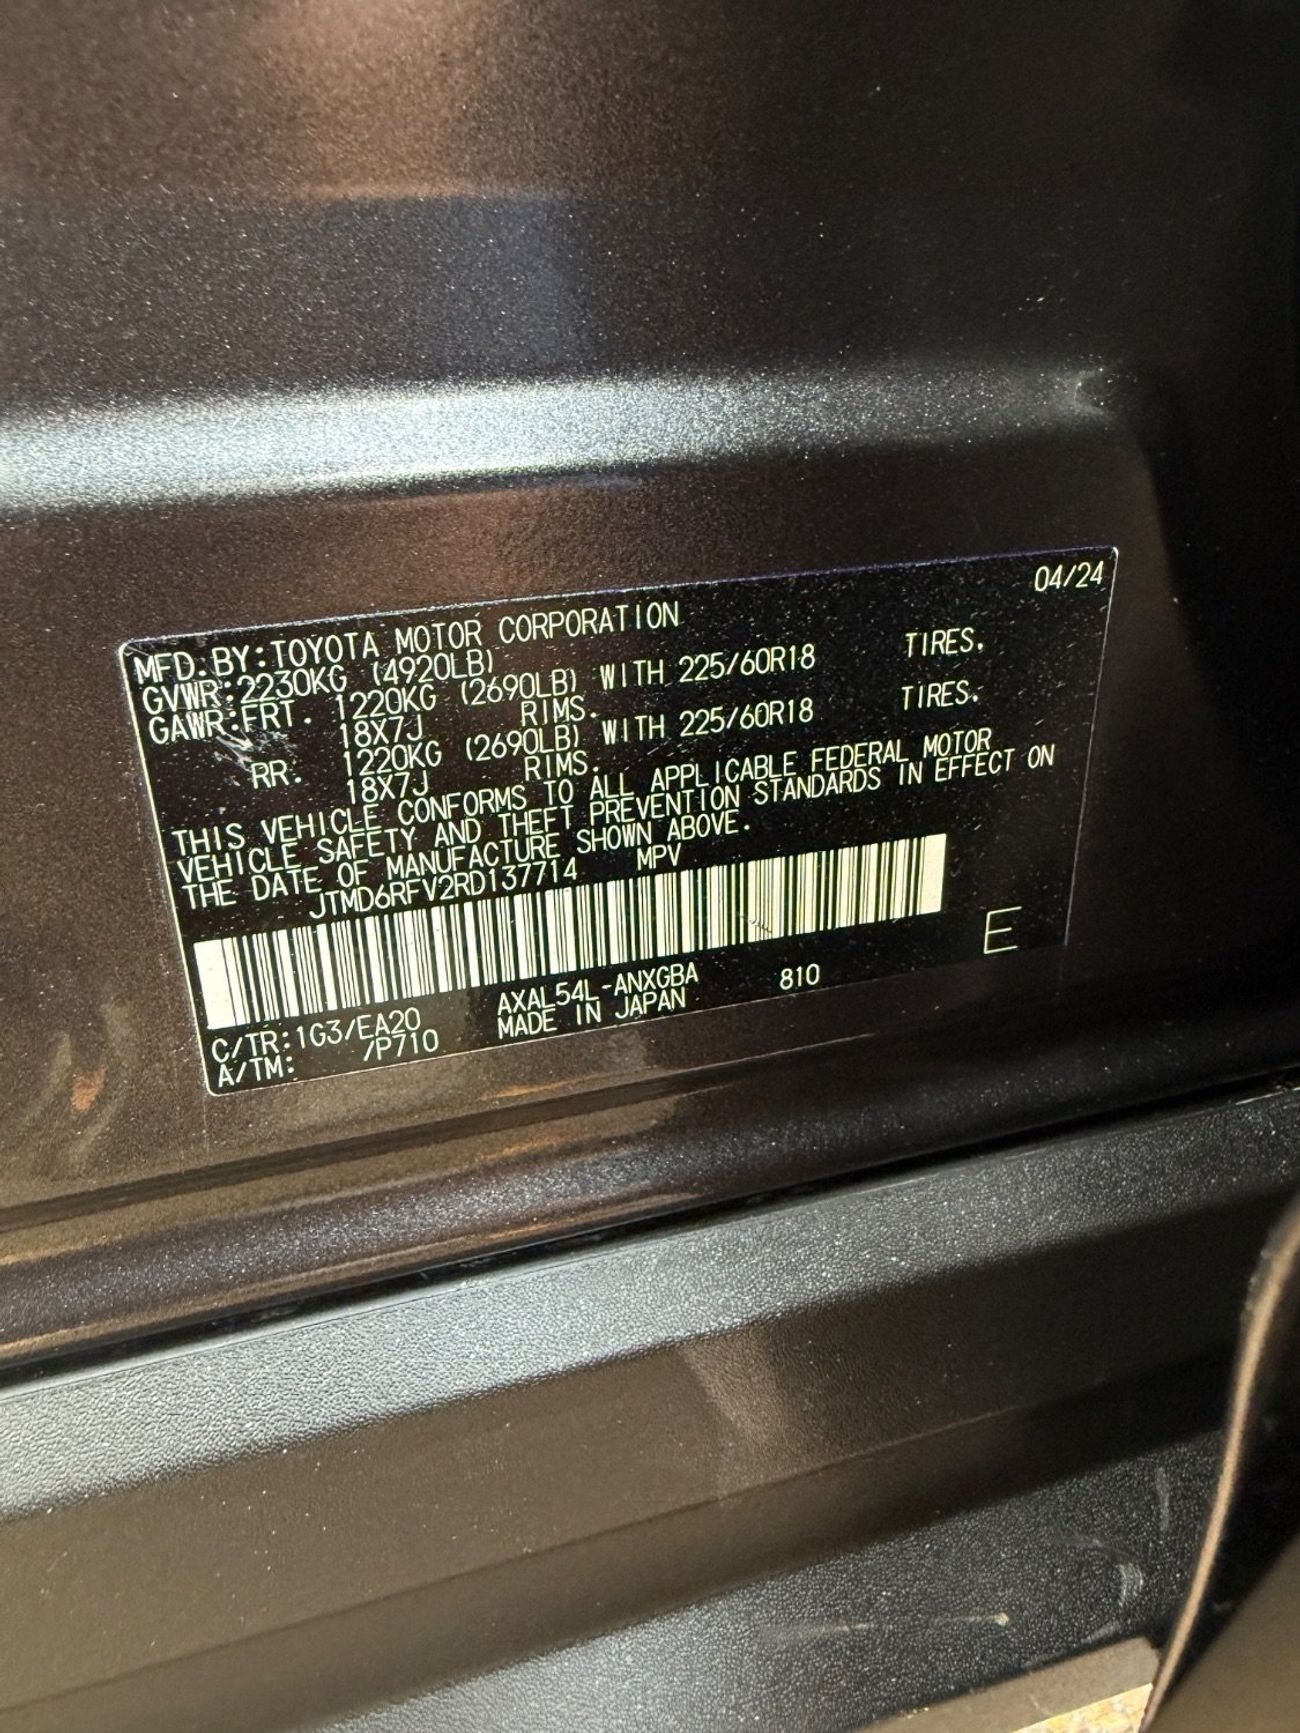 04/24
MFD. BY: TOYOTA MOTOR CORPORATION
GVWR: 2230KG (4920LB)
GAWR: FRT. 1220KG (2690LB) WITH 225/60R18 TIRES.
18X7J RIMS.
RR. 1220KG (2690LB) WITH 225/60R18 TIRES.
18X7J RIMS.
THIS VEHICLE CONFORMS TO ALL APPLICABLE FEDERAL MOTOR
VEHICLE SAFETY AND THEFT PREVENTION STANDARDS IN EFFECT ON
THE DATE OF MANUFACTURE SHOWN ABOVE.
JTMD6RFV2RD137714 MPV
E
C/TR: 1G3/EA20 AXAL54L-ANXGBA 810
A/TM: /P710 MADE IN JAPAN